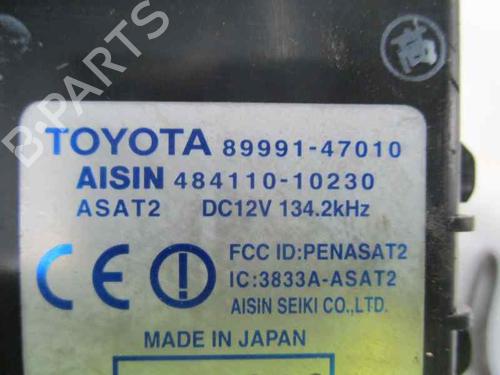 B-PARTS
高
TOYOTA 89991-47010
AISIN 484110-10230
ASAT2 DC12V 134.2kHz
CE FCC ID:PENASAT2
IC:3833A-ASAT2
AISIN SEIKI CO.,LTD.
MADE IN JAPAN